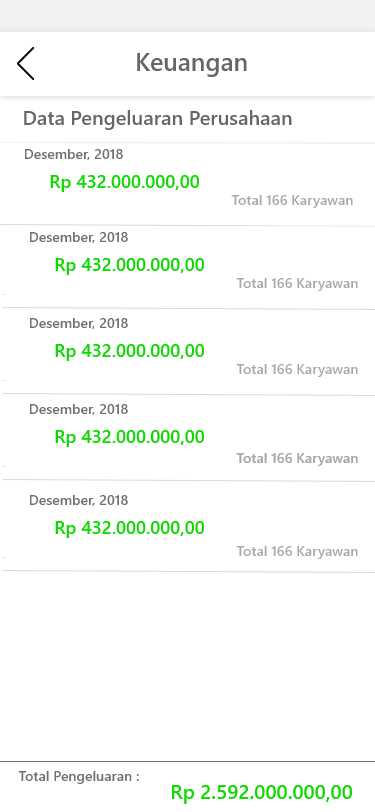 Keuangan
Data Pengeluaran Perusahaan
Desember, 2018
Rp 432.000.000,00
Total 166 Karyawan
Desember, 2018
Rp 432.000.000,00
Total 166 Karyawan
Desember, 2018
Rp 432.000.000,00
Total 166 Karyawan
Desember, 2018
Rp 432.000.000,00
Total 166 Karyawan
Desember, 2018
Rp 432.000.000,00
Total 166 Karyawan
Total Pengeluaran :
Rp 2.592.000.000,00